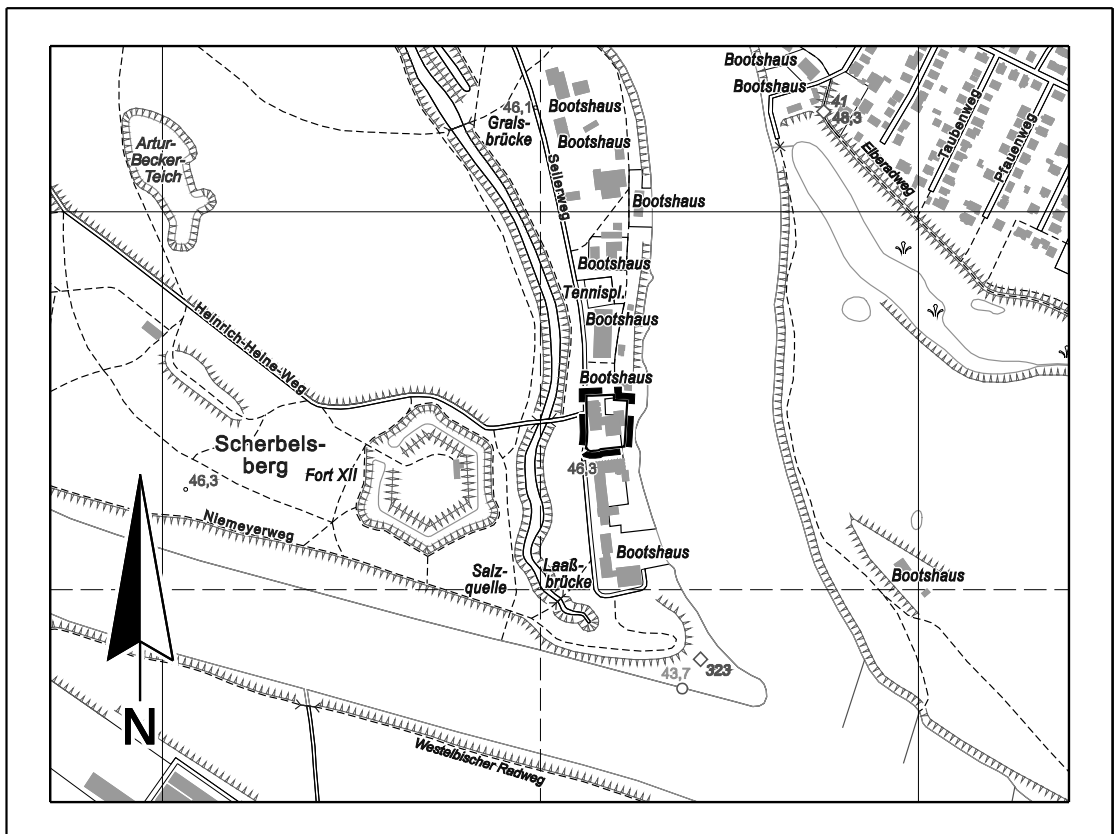 Bootshaus
Bootshaus
41
48,3
46,1
Grals-
brücke
Bootshaus
Bootshaus
Artur-
Becker-
Teich
Seilerweg
Elberadweg
Taubenweg
Pfauenweg
Bootshaus
Bootshaus
Tennispl.
Bootshaus
Heinrich-Heine-Weg
Bootshaus
Scherbels-
berg
Fort XII
46,3
46,3
Niemeyerweg
Salz-
quelle
Laaß-
brücke
Bootshaus
Bootshaus
323
43,7
N
Westelbischer Radweg